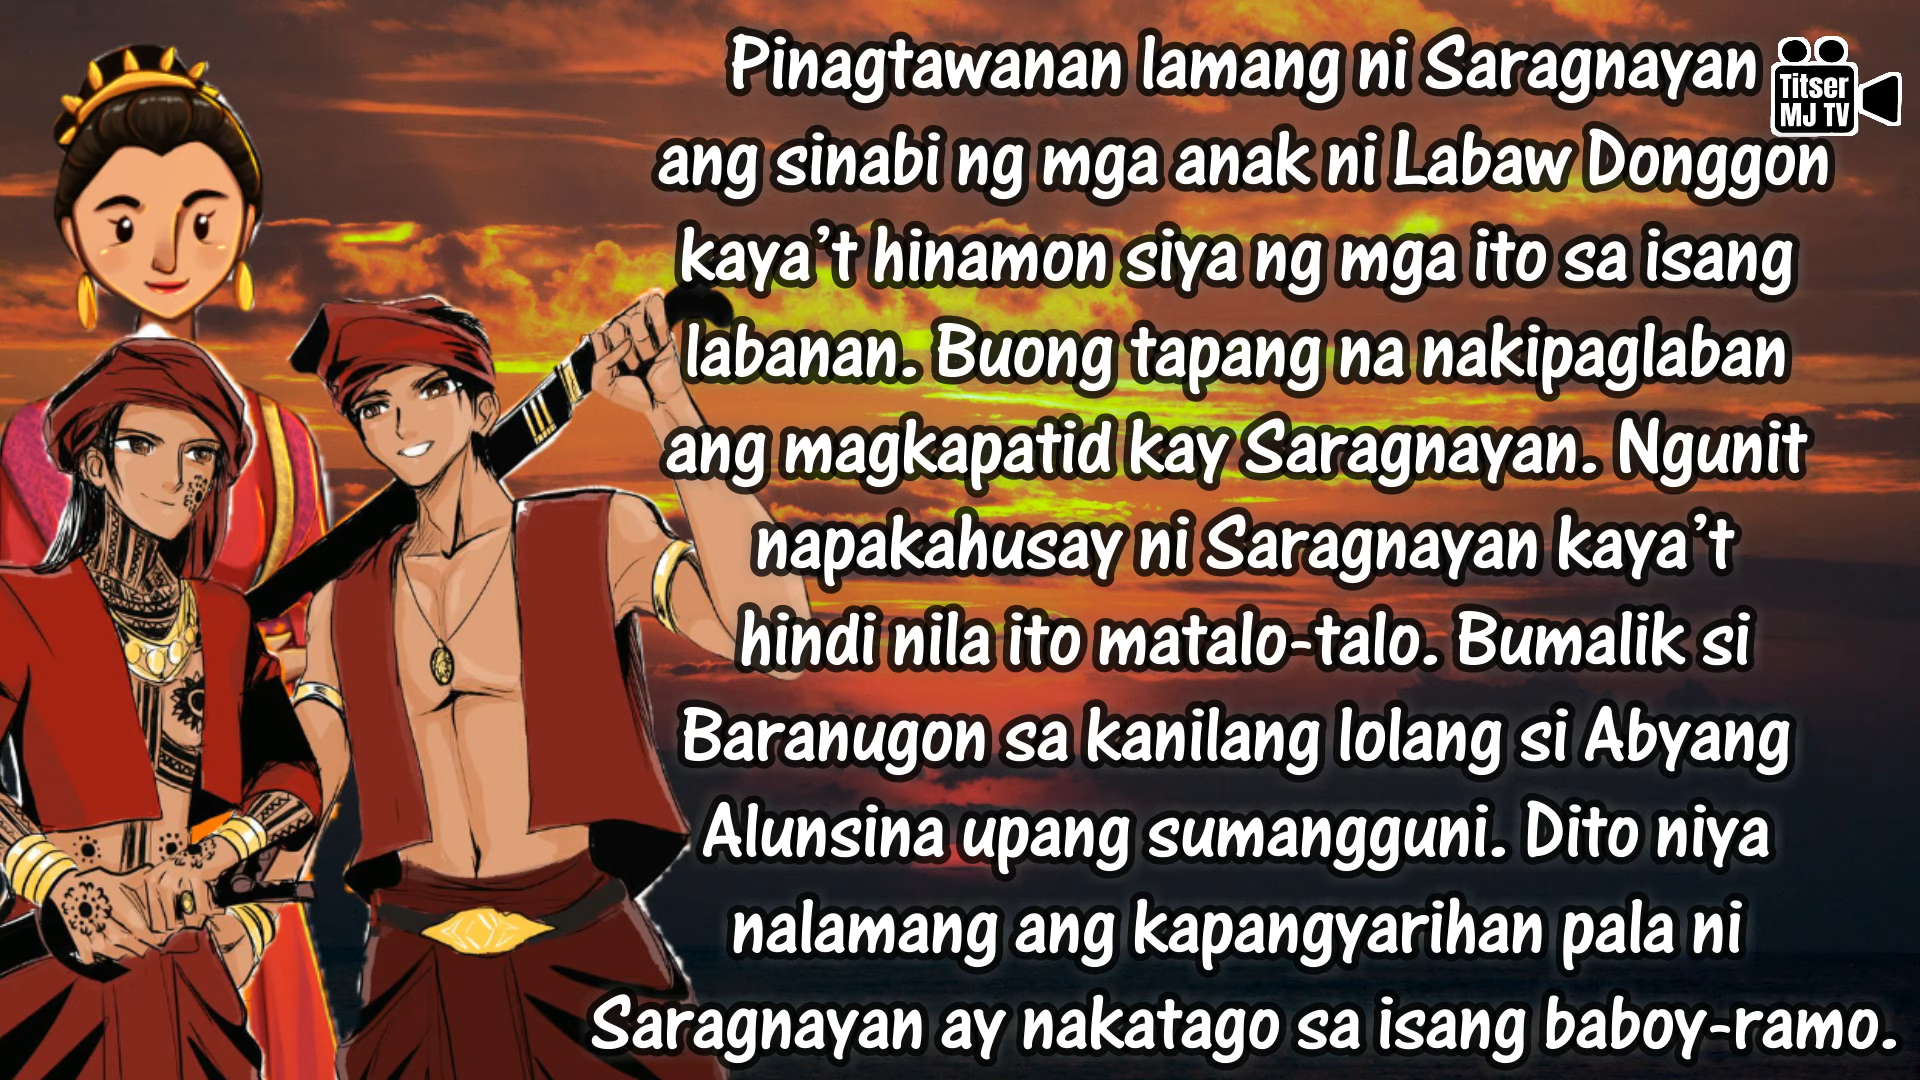 Pinagtawanan lamang ni Saragnayan
Titser
MJ TV
ang sinabi ng mga anak ni Labaw Donggon
kaya't hinamon siya ng mga ito sa isang
labanan. Buong tapang na nakipaglaban
ang magkapatid kay Saragnayan. Ngunit
napakahusay ni Saragnayan kaya't
hindi nila ito matalo-talo. Bumalik si
Baranugon sa kanilang lolang si Abyang
Alunsina upang sumangguni. Dito niya
nalamang ang kapangyarihan pala ni
Saragnayan ay nakatago sa isang baboy-ramo.